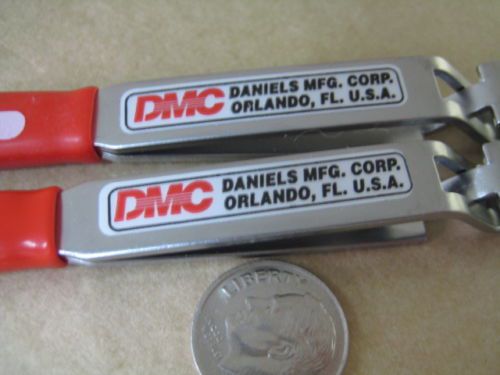 DMC DANIELS MFG. CORP.
ORLANDO, FL. U.S.A.
DMC DANIELS MFG. CORP.
ORLANDO, FL. U.S.A.
LIBERTY